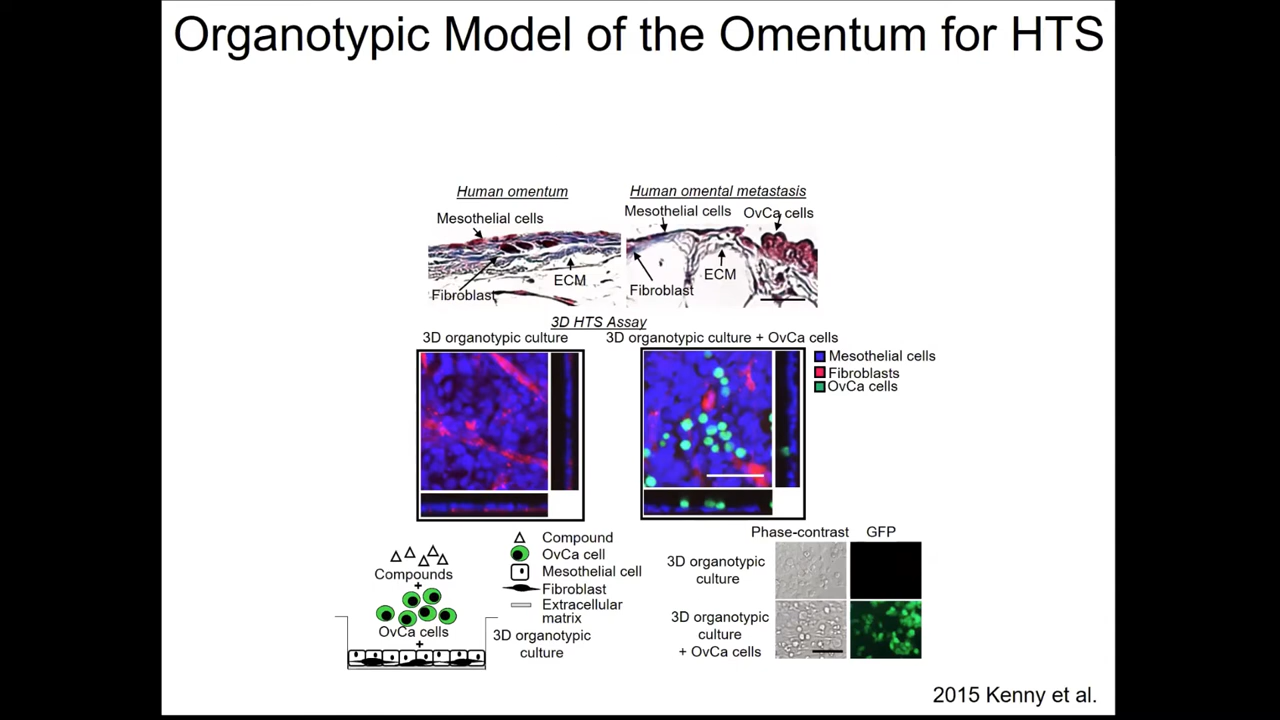 Organotypic Model of the Omentum for HTS
Human omentum
Human omental metastasis
Mesothelial cells
Mesothelial cells
OvCa cells
ECM
Fibroblast
ECM
Fibroblast
3D HTS Assay
3D organotypic culture
3D organotypic culture + OvCa cells
Mesothelial cells
Fibroblasts
OvCa cells
Compounds
+
OvCa cells
+
Compound
OvCa cell
Mesothelial cell
Fibroblast
Extracellular
matrix
3D organotypic
culture
Phase-contrast
GFP
3D organotypic
culture
3D organotypic
culture
+ OvCa cells
2015 Kenny et al.